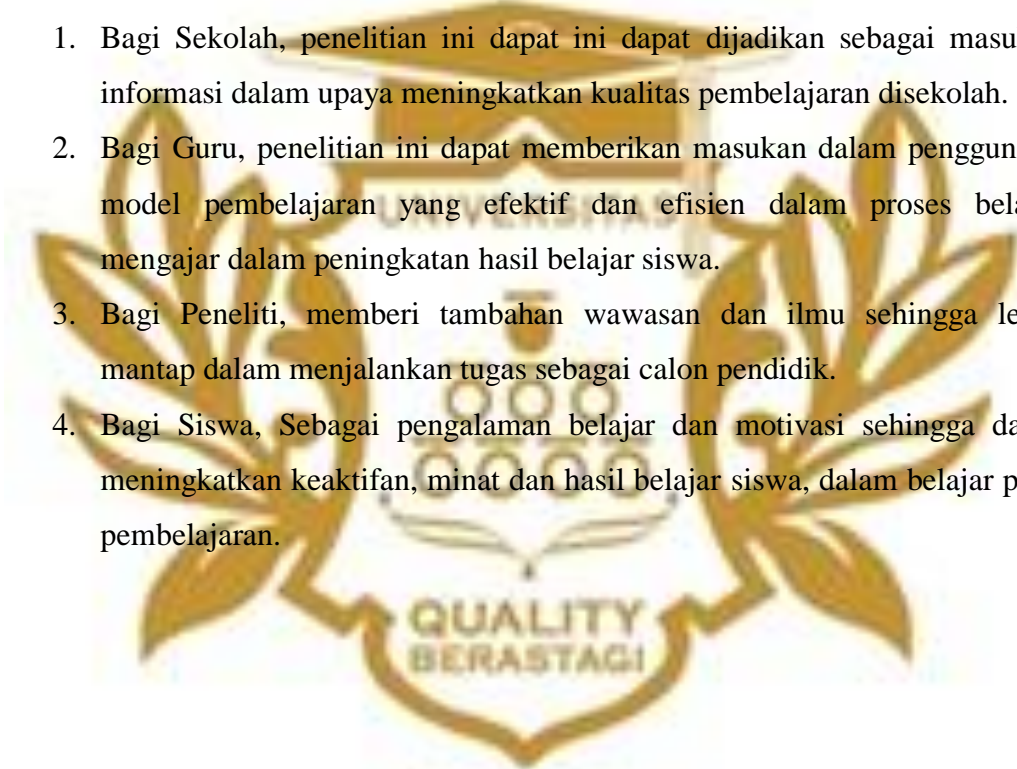 1. Bagi Sekolah, penelitian ini dapat ini dapat dijadikan sebagai masu
informasi dalam upaya meningkatkan kualitas pembelajaran disekolah.
2. Bagi Guru, penelitian ini dapat memberikan masukan dalam penggun
model pembelajaran yang efektif dan efisien dalam proses bela
UNIVERSITAS
mengajar dalam peningkatan hasil belajar siswa.
3. Bagi Peneliti, memberi tambahan wawasan dan ilmu sehingga le
mantap dalam menjalankan tugas sebagai calon pendidik.
4. Bagi Siswa, Sebagai pengalaman belajar dan motivasi sehingga da
meningkatkan keaktifan, minat dan hasil belajar siswa, dalam belajar p
pembelajaran.
QUALITY
BERASTAGI